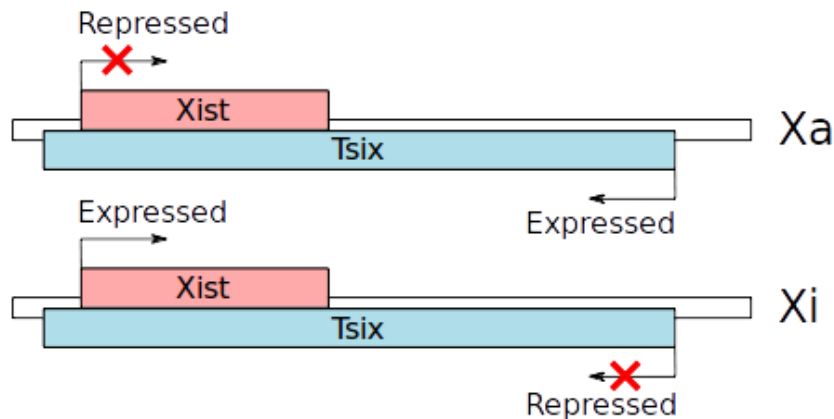 Repressed
Xist
Xa
Tsix
Expressed
Expressed
Xist
Xi
Tsix
Repressed